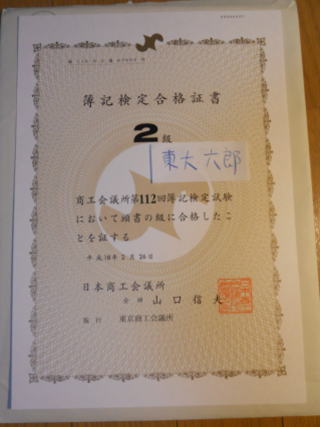 簿記検定合格証書
2級
東大 六郎
商工会議所第112回簿記検定試験
において頭書の級に合格したこ
とを証する
日本商工会議所
会頭 山口信夫
東京商工会議所